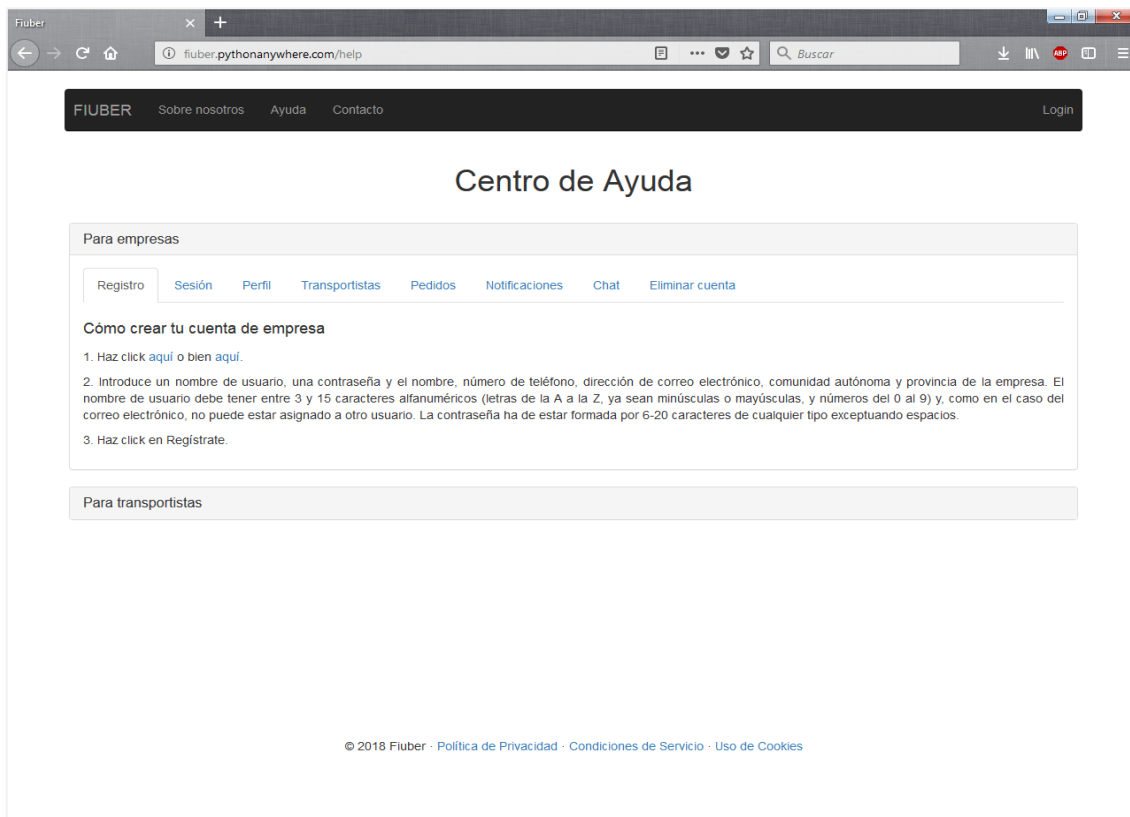 Fiuber
fiuber.pythonanywhere.com/help
Buscar
ABP
FIUBER Sobre nosotros Ayuda Contacto Login
Centro de Ayuda
Para empresas
Registro Sesión Perfil Transportistas Pedidos Notificaciones Chat Eliminar cuenta
Cómo crear tu cuenta de empresa
1. Haz click aquí o bien aquí.
2. Introduce un nombre de usuario, una contraseña y el nombre, número de teléfono, dirección de correo electrónico, comunidad autónoma y provincia de la empresa. El
nombre de usuario debe tener entre 3 y 15 caracteres alfanuméricos (letras de la A a la Z, ya sean minúsculas o mayúsculas, y números del 0 al 9) y, como en el caso del
correo electrónico, no puede estar asignado a otro usuario. La contraseña ha de estar formada por 6-20 caracteres de cualquier tipo exceptuando espacios.
3. Haz click en Regístrate.
Para transportistas
© 2018 Fiuber · Política de Privacidad · Condiciones de Servicio · Uso de Cookies